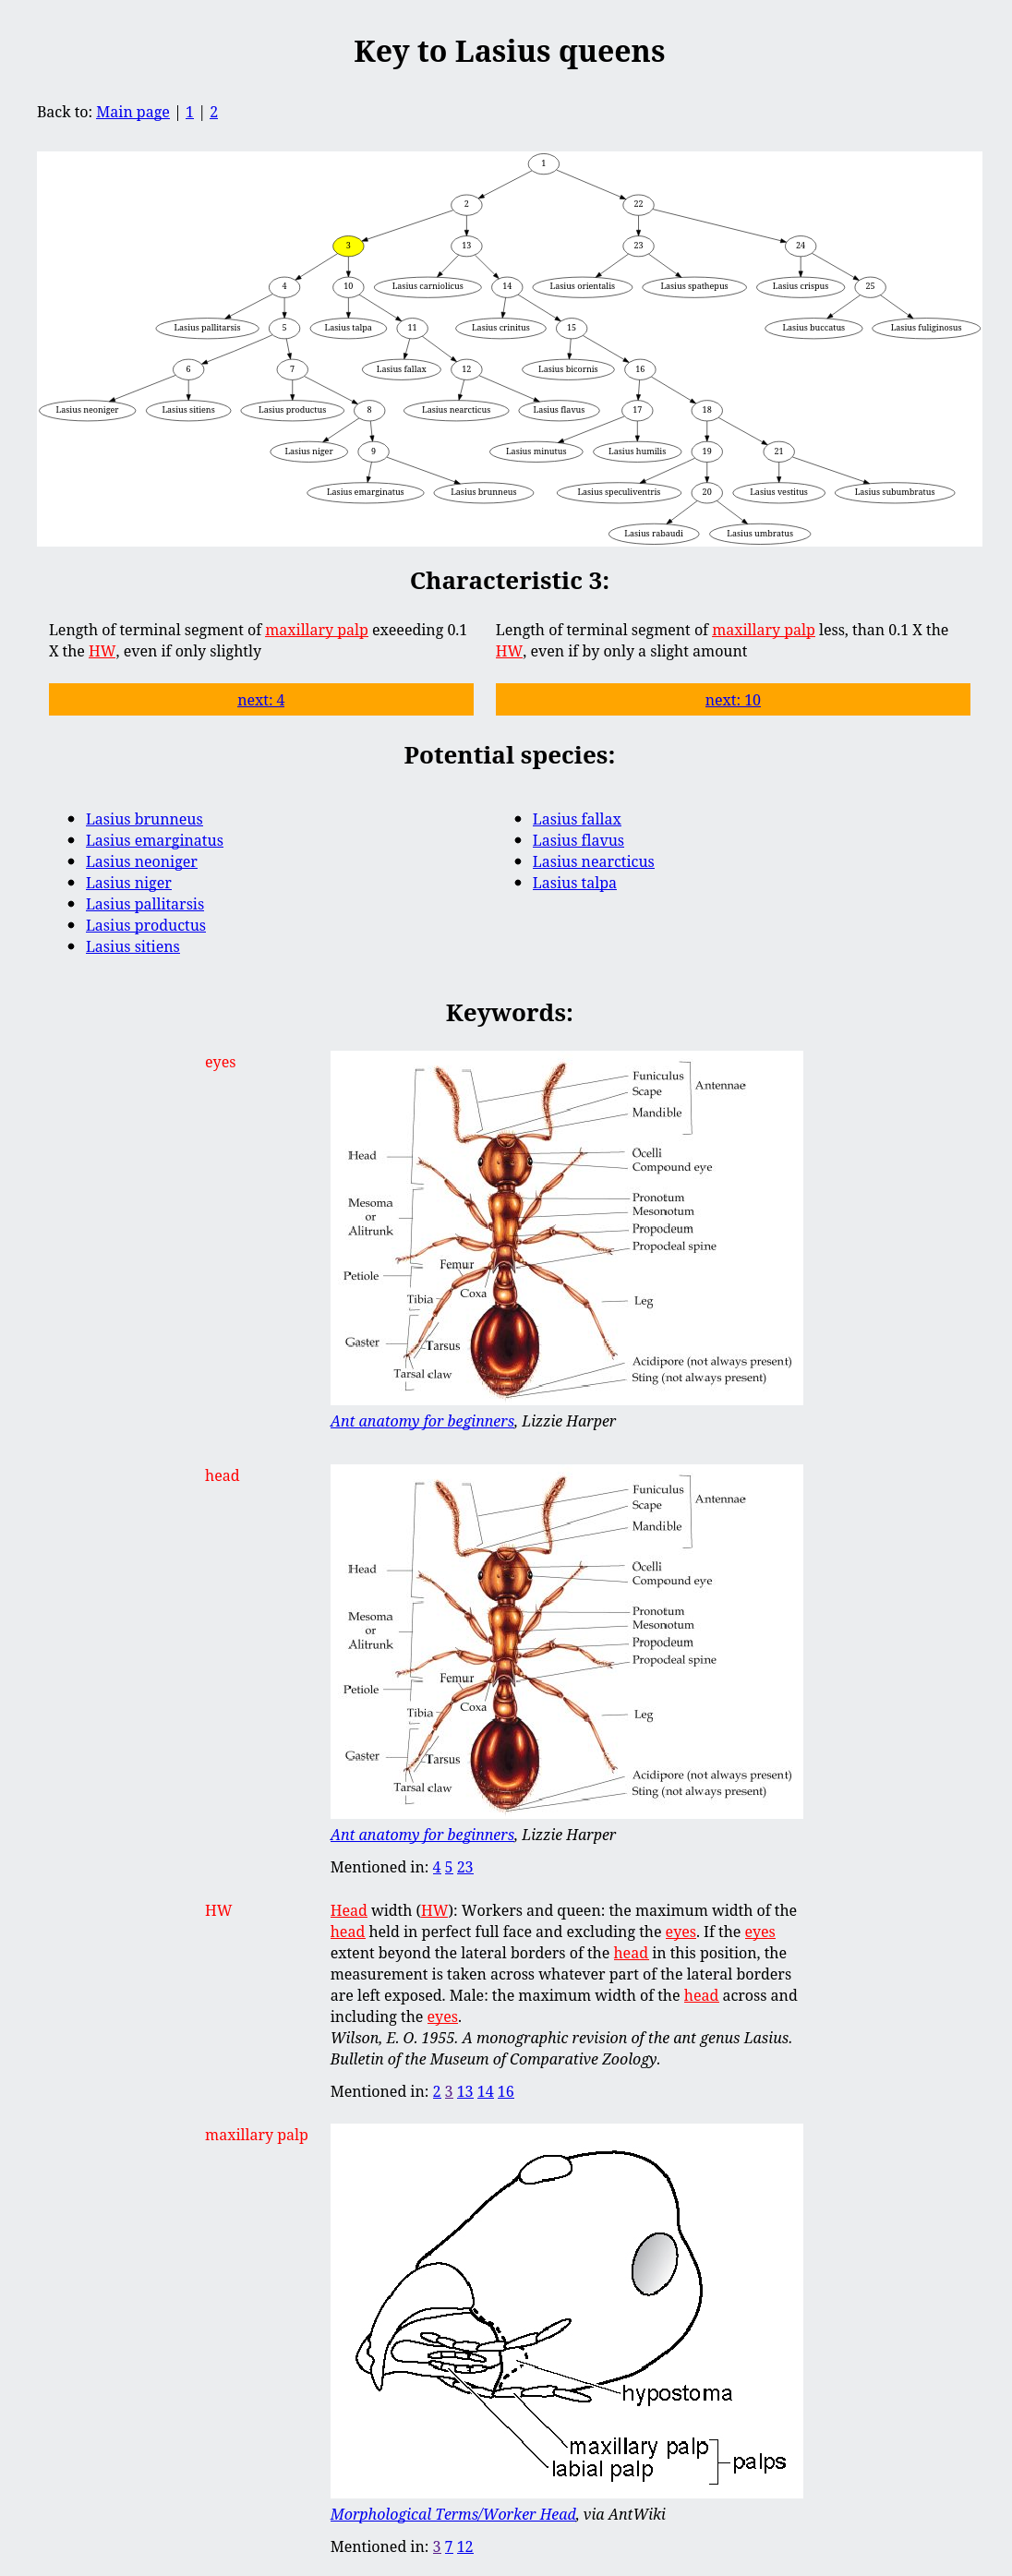 Key to Lasius queens
Back to: Main page | 1 | 2
1
2 22
3 13 23 24
4 10 Lasius carniolicus 14 Lasius orientalis Lasius spathepus Lasius crispus 25
Lasius pallitarsis 5 Lasius talpa 11 Lasius crinitus 15 Lasius buccatus Lasius fuliginosus
6 7 Lasius fallax 12 Lasius bicornis 16
Lasius neoniger Lasius sitiens Lasius productus 8 Lasius nearcticus Lasius flavus 17 18
Lasius niger 9 Lasius minutus Lasius humilis 19 21
Lasius emarginatus Lasius brunneus Lasius speculiventris 20 Lasius vestitus Lasius subumbratus
Lasius rabaudi Lasius umbratus
Characteristic 3:
Length of terminal segment of maxillary palp exeeeding 0.1
X the HW, even if only slightly
next: 4
Length of terminal segment of maxillary palp less, than 0.1 X the
HW, even if by only a slight amount
next: 10
Potential species:
Lasius brunneus
Lasius emarginatus
Lasius neoniger
Lasius niger
Lasius pallitarsis
Lasius productus
Lasius sitiens
Lasius fallax
Lasius flavus
Lasius nearcticus
Lasius talpa
Keywords:
eyes
Funiculus
Scape
Antennae
Mandible
Head
Ocelli
Compound eye
Mesoma
or
Alitrunk
Pronotum
Mesonotum
Propodeum
Propodeal spine
Femur
Petiole
Coxa
Tibia
Leg
Gaster
Tarsus
Tarsal claw
Acidipore (not always present)
Sting (not always present)
Ant anatomy for beginners, Lizzie Harper
head
Funiculus
Scape
Antennae
Mandible
Head
Ocelli
Compound eye
Mesoma
or
Alitrunk
Pronotum
Mesonotum
Propodeum
Propodeal spine
Femur
Petiole
Coxa
Tibia
Leg
Gaster
Tarsus
Tarsal claw
Acidipore (not always present)
Sting (not always present)
Ant anatomy for beginners, Lizzie Harper
Mentioned in: 4 5 23
HW
Head width (HW): Workers and queen: the maximum width of the
head held in perfect full face and excluding the eyes. If the eyes
extent beyond the lateral borders of the head in this position, the
measurement is taken across whatever part of the lateral borders
are left exposed. Male: the maximum width of the head across and
including the eyes.
Wilson, E. O. 1955. A monographic revision of the ant genus Lasius.
Bulletin of the Museum of Comparative Zoology.
Mentioned in: 2 3 13 14 16
maxillary palp
hypostoma
maxillary palp
labial palp
palps
Morphological Terms/Worker Head, via AntWiki
Mentioned in: 3 7 12